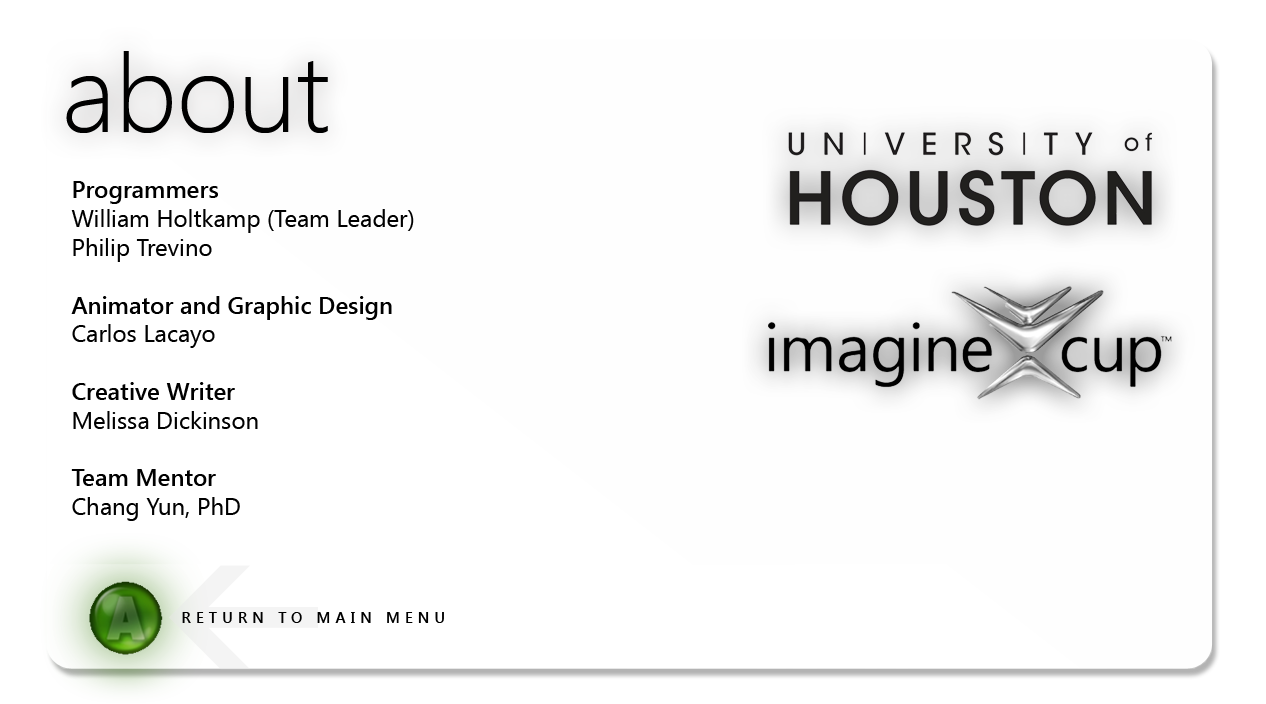 about
Programmers
William Holtkamp (Team Leader)
Philip Trevino
Animator and Graphic Design
Carlos Lacayo
Creative Writer
Melissa Dickinson
Team Mentor
Chang Yun, PhD
A RETURN TO MAIN MENU
UNIVERSITY of
HOUSTON
imagine cup™